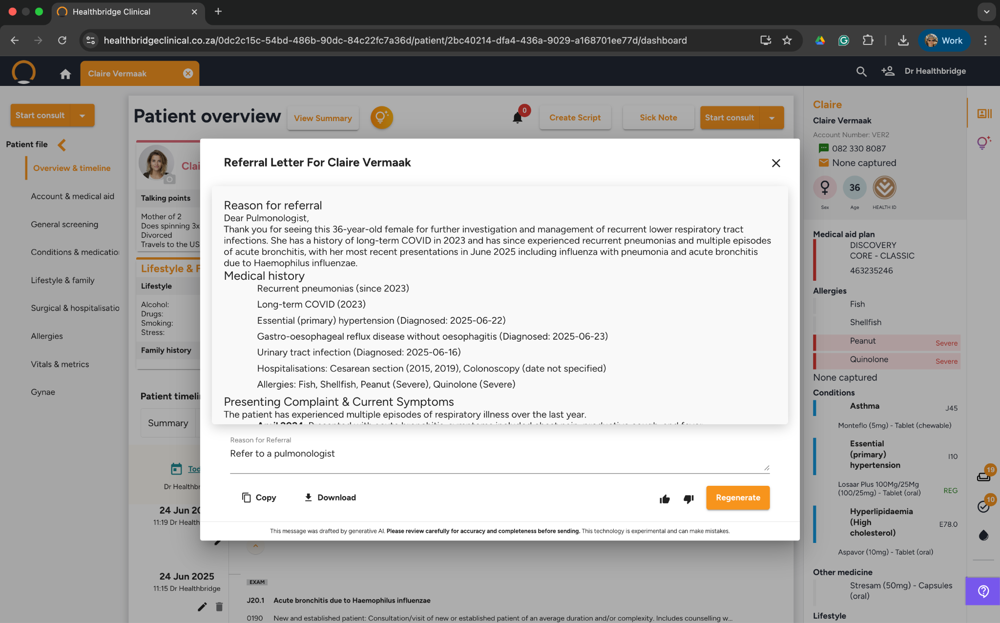 Healthbridge Clinical
healthbridgeclinical.co.za/0dc2c15c-54bd-486b-90dc-84c22fc7a36d/patient/2bc40214-dfa4-436a-9029-a168701ee77d/dashboard
Work
Claire Vermaak
Dr Healthbridge
Start consult
Patient file
Overview & timeline
Account & medical aid
General screening
Conditions & medication
Lifestyle & family
Surgical & hospitalisatio
Allergies
Vitals & metrics
Gynae
Patient overview
View Summary
0
Create Script
Sick Note
Start consult
Clai
Talking points
Mother of 2
Does spinning 3x
Divorced
Travels to the US
Lifestyle & F
Lifestyle
Alcohol:
Drugs:
Smoking:
Stress:
Family history
Patient timeli
Summary
Tod
Dr Healthbr
24 Jun 20
11:19 Dr Health
24 Jun 2025
11:15 Dr Healthbridge
EXAM
J20.1 Acute bronchitis due to Haemophilus influenzae
0190 New and established patient: Consultation/visit of new or established patient of an average duration and/or complexity. Includes counselling w...
Referral Letter For Claire Vermaak
Reason for referral
Dear Pulmonologist,
Thank you for seeing this 36-year-old female for further investigation and management of recurrent lower respiratory tract
infections. She has a history of long-term COVID in 2023 and has since experienced recurrent pneumonias and multiple episodes
of acute bronchitis, with her most recent presentations in June 2025 including influenza with pneumonia and acute bronchitis
due to Haemophilus influenzae.
Medical history
Recurrent pneumonias (since 2023)
Long-term COVID (2023)
Essential (primary) hypertension (Diagnosed: 2025-06-22)
Gastro-oesophageal reflux disease without oesophagitis (Diagnosed: 2025-06-23)
Urinary tract infection (Diagnosed: 2025-06-16)
Hospitalisations: Cesarean section (2015, 2019), Colonoscopy (date not specified)
Allergies: Fish, Shellfish, Peanut (Severe), Quinolone (Severe)
Presenting Complaint & Current Symptoms
The patient has experienced multiple episodes of respiratory illness over the last year.
April 2024: Presented with acute bronchitis, symptoms included chest pain, productive cough, and fever.
Reason for Referral
Refer to a pulmonologist
Copy
Download
Regenerate
This message was drafted by generative AI. Please review carefully for accuracy and completeness before sending. This technology is experimental and can make mistakes.
Claire
Claire Vermaak
Account Number: VER2
082 330 8087
None captured
36
Sex Age HEALTH ID
Medical aid plan
DISCOVERY
CORE - CLASSIC
463235246
Allergies
Fish
Shellfish
Peanut Severe
Quinolone Severe
None captured
Conditions
Asthma J45
Monteflo (5mg) - Tablet (chewable)
Essential
(primary) I10
hypertension
Losaar Plus 100Mg/25Mg
(100/25mg) - Tablet (oral) REG
Hyperlipidaemia
(High E78.0
cholesterol)
Aspavor (10mg) - Tablet (oral)
Other medicine
Stresam (50mg) - Capsules
(oral)
Lifestyle
19
10